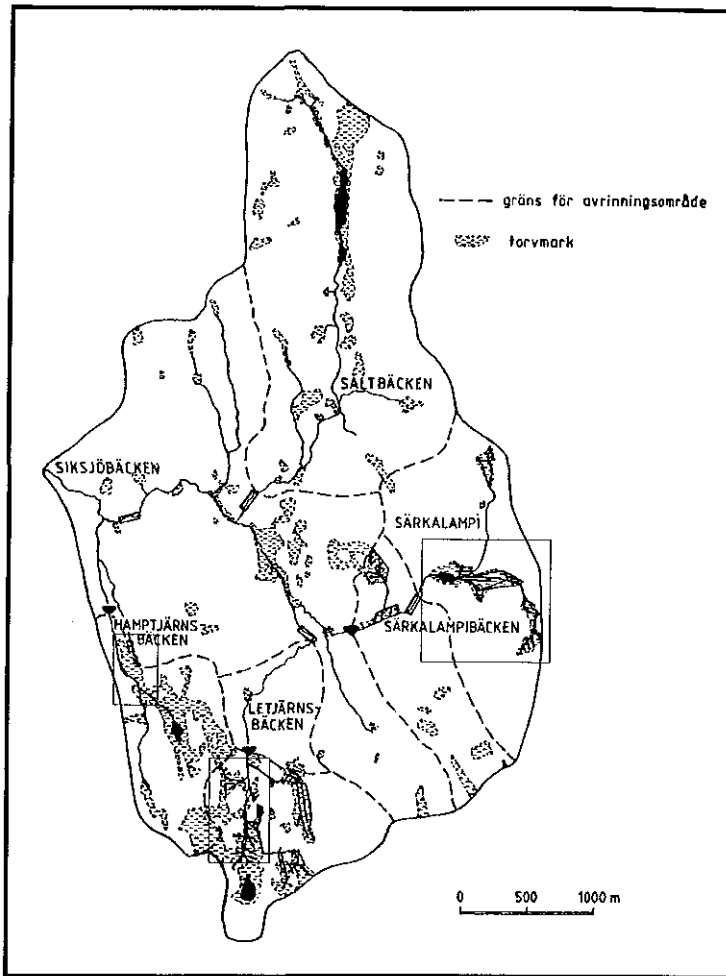 gräns för avrinningsområde
torvmark
SALTBÄCKEN
SIKSJÖBÄCKEN
SÄRKALAMPI
HAMPTJÄRNS-
BÄCKEN
SÄRKALAMPIBÄCKEN
LETJÄRNS-
BÄCKEN
0 500 1000 m